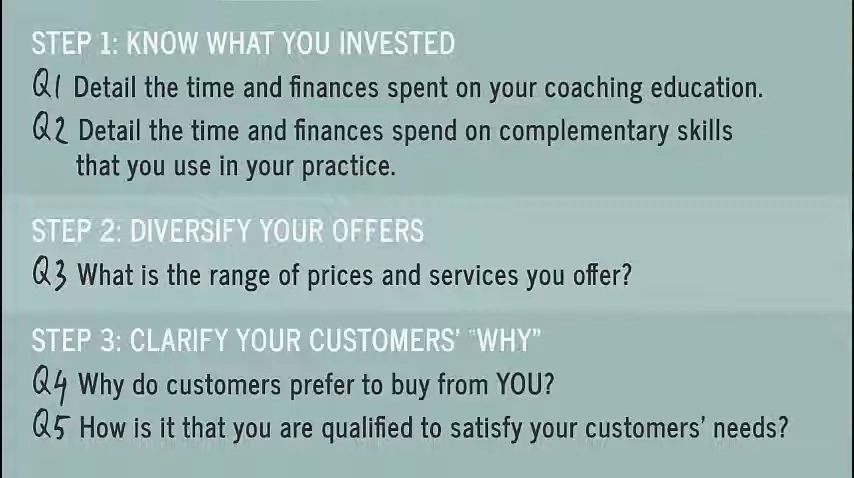 STEP 1: KNOW WHAT YOU INVESTED
Q1 Detail the time and finances spent on your coaching education.
Q2 Detail the time and finances spend on complementary skills
that you use in your practice.
STEP 2: DIVERSIFY YOUR OFFERS
Q3 What is the range of prices and services you offer?
STEP 3: CLARIFY YOUR CUSTOMERS' "WHY"
Q4 Why do customers prefer to buy from YOU?
Q5 How is it that you are qualified to satisfy your customers' needs?